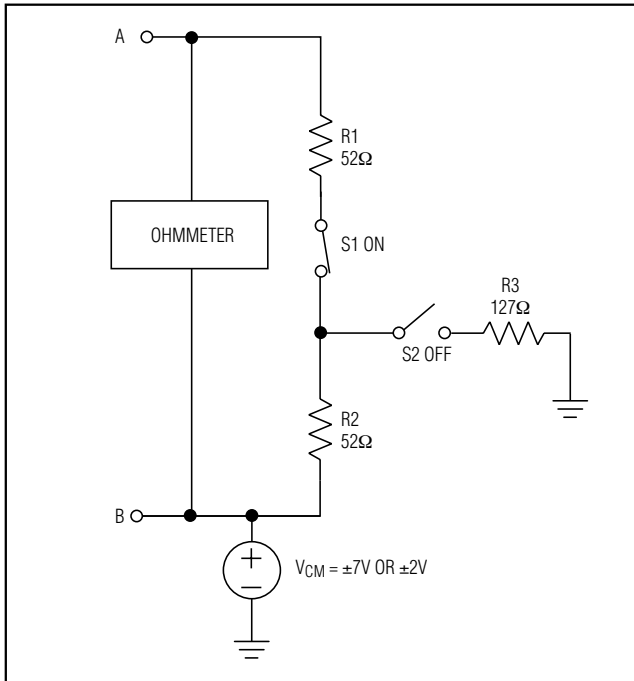 A
R1
52Ω
OHMMETER
S1 ON
R3
127Ω
S2 OFF
R2
52Ω
B
+
−
VCM = ±7V OR ±2V